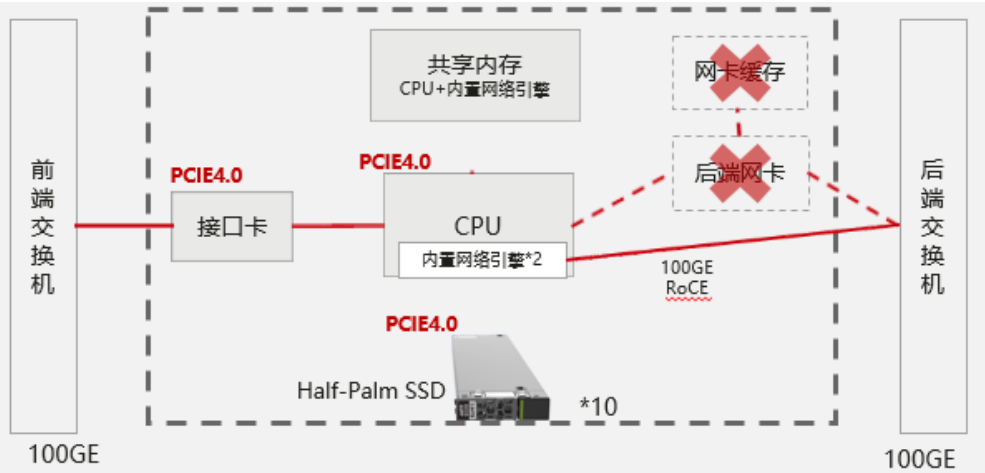 前端交换机
100GE
共享内存
CPU+内置网络引擎
网卡缓存
后端网卡
PCIE4.0
接口卡
PCIE4.0
CPU
内置网络引擎*2
100GE
RoCE
PCIE4.0
Half-Palm SSD
*10
后端交换机
100GE